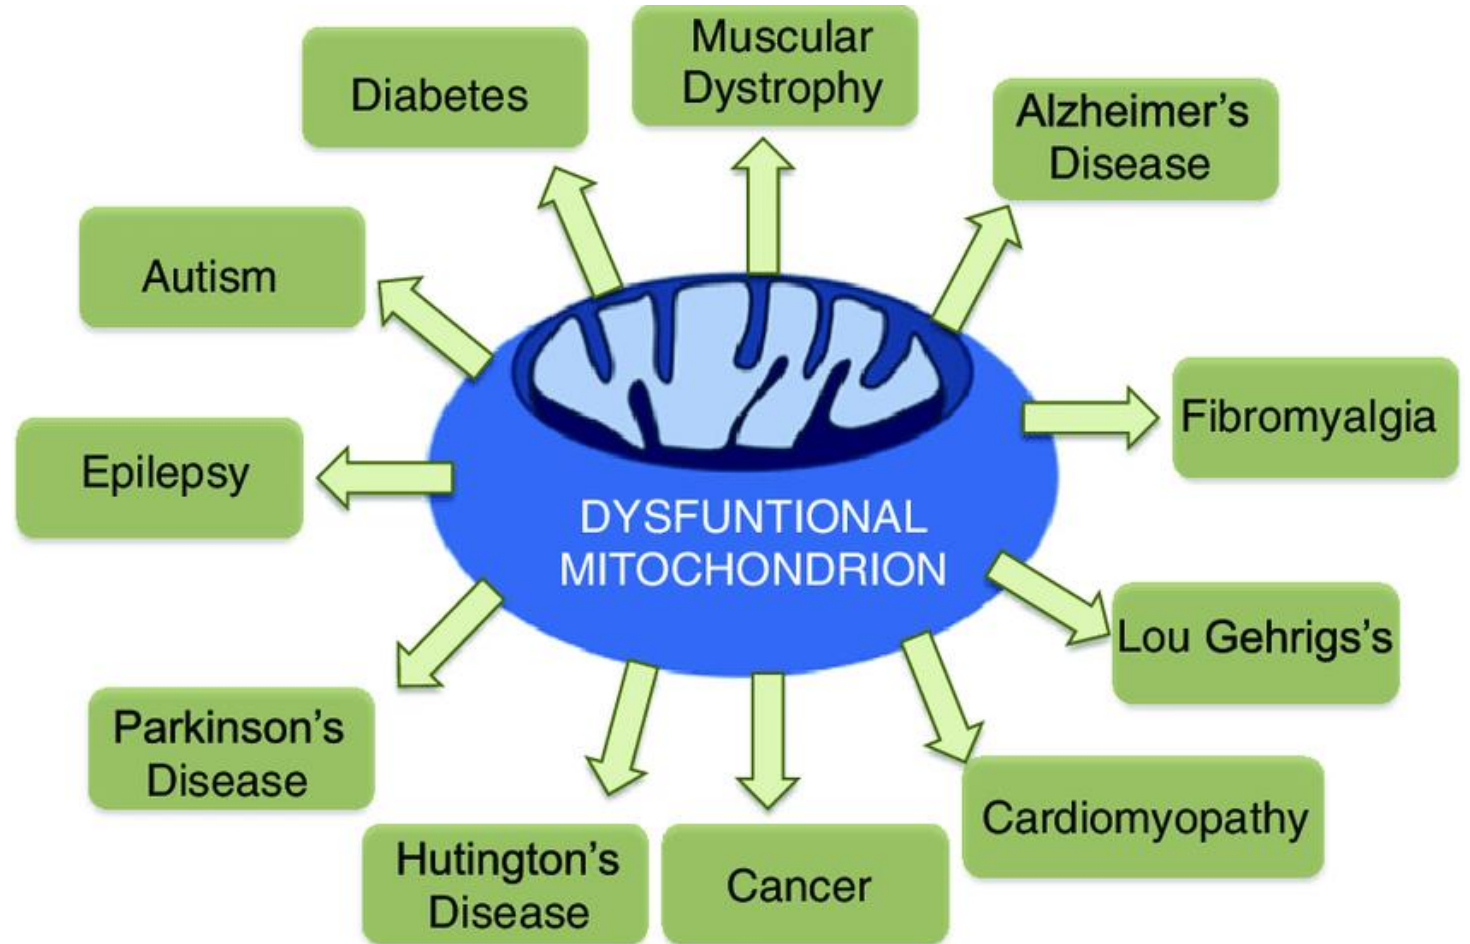 Muscular
Dystrophy
Diabetes
Alzheimer's
Disease
Autism
Fibromyalgia
Epilepsy
DYSFUNTIONAL
MITOCHONDRION
Lou Gehrigs's
Parkinson's
Disease
Cardiomyopathy
Hutington's
Disease
Cancer